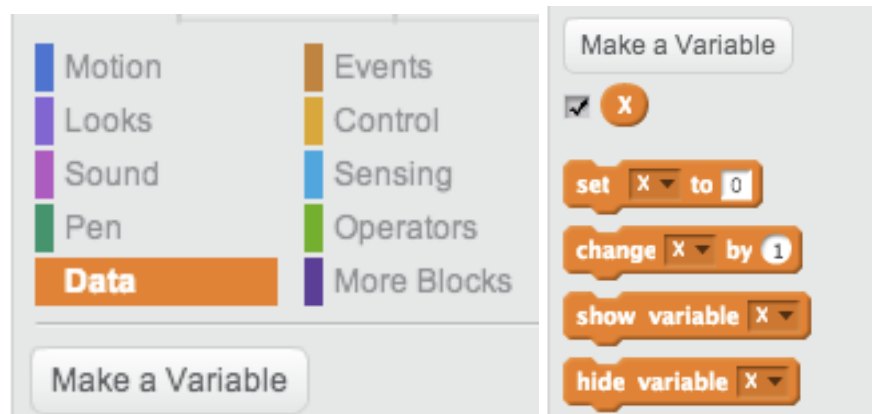 Motion
Looks
Sound
Pen
Data
Events
Control
Sensing
Operators
More Blocks
Make a Variable
Make a Variable
X
set X to 0
change X by 1
show variable X
hide variable X